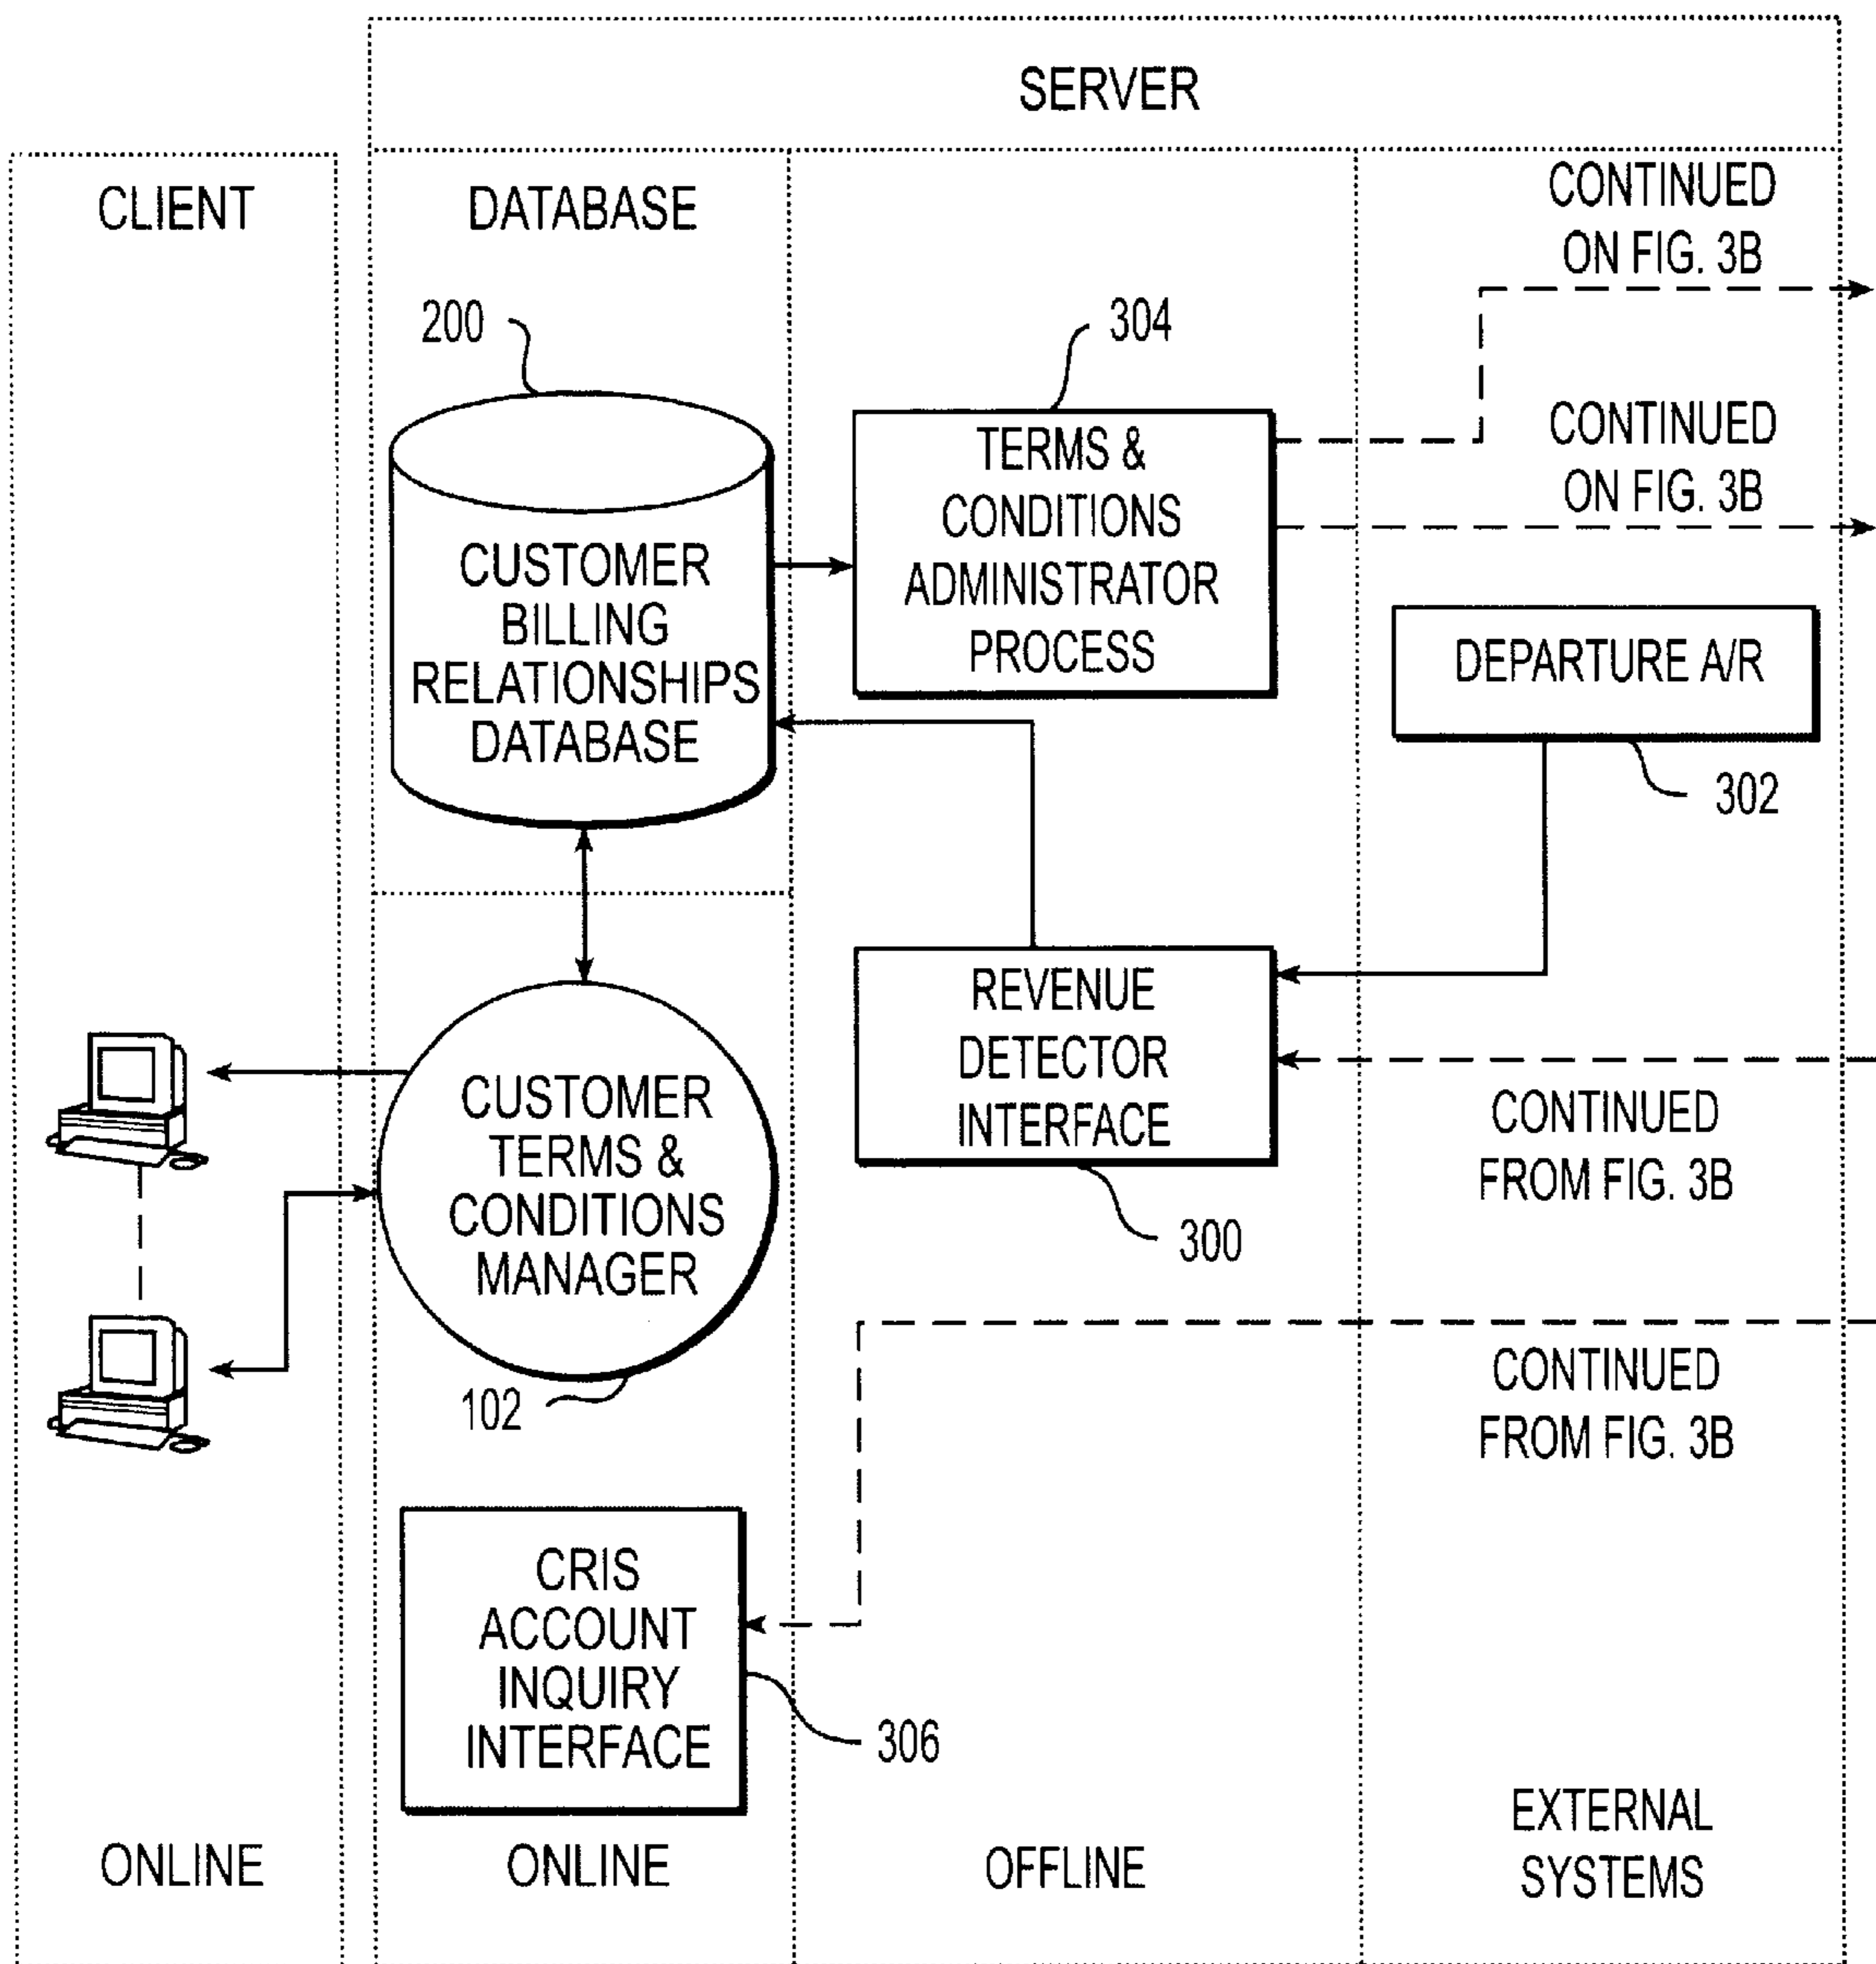 SERVER
CLIENT
DATABASE
CONTINUED
ON FIG. 3B
200
304
CUSTOMER
BILLING
RELATIONSHIPS
DATABASE
TERMS &
CONDITIONS
ADMINISTRATOR
PROCESS
CONTINUED
ON FIG. 3B
DEPARTURE A/R
302
CUSTOMER
TERMS &
CONDITIONS
MANAGER
102
REVENUE
DETECTOR
INTERFACE
300
CONTINUED
FROM FIG. 3B
CONTINUED
FROM FIG. 3B
CRIS
ACCOUNT
INQUIRY
INTERFACE
306
ONLINE
ONLINE
OFFLINE
EXTERNAL
SYSTEMS